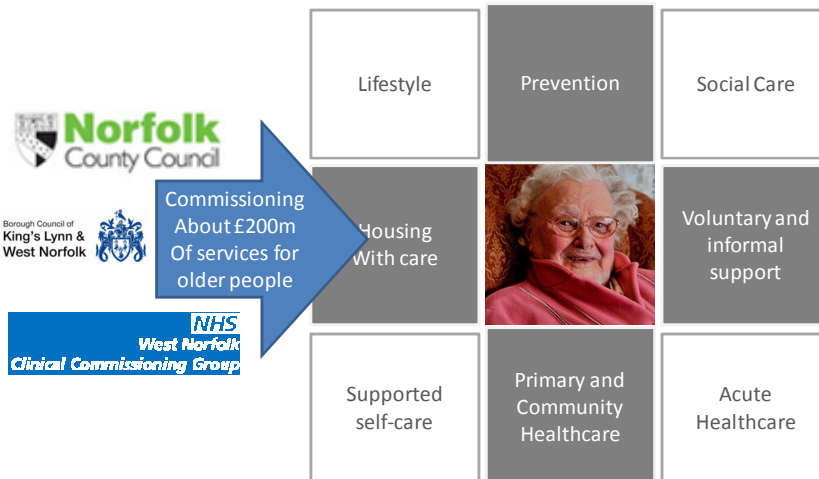 Norfolk
County Council
Borough Council of
King's Lynn &
West Norfolk
NHS
West Norfolk
Clinical Commissioning Group
Commissioning
About £200m
Of services for
older people
Lifestyle
Prevention
Social Care
Housing
With care
Voluntary and
informal
support
Supported
self-care
Primary and
Community
Healthcare
Acute
Healthcare